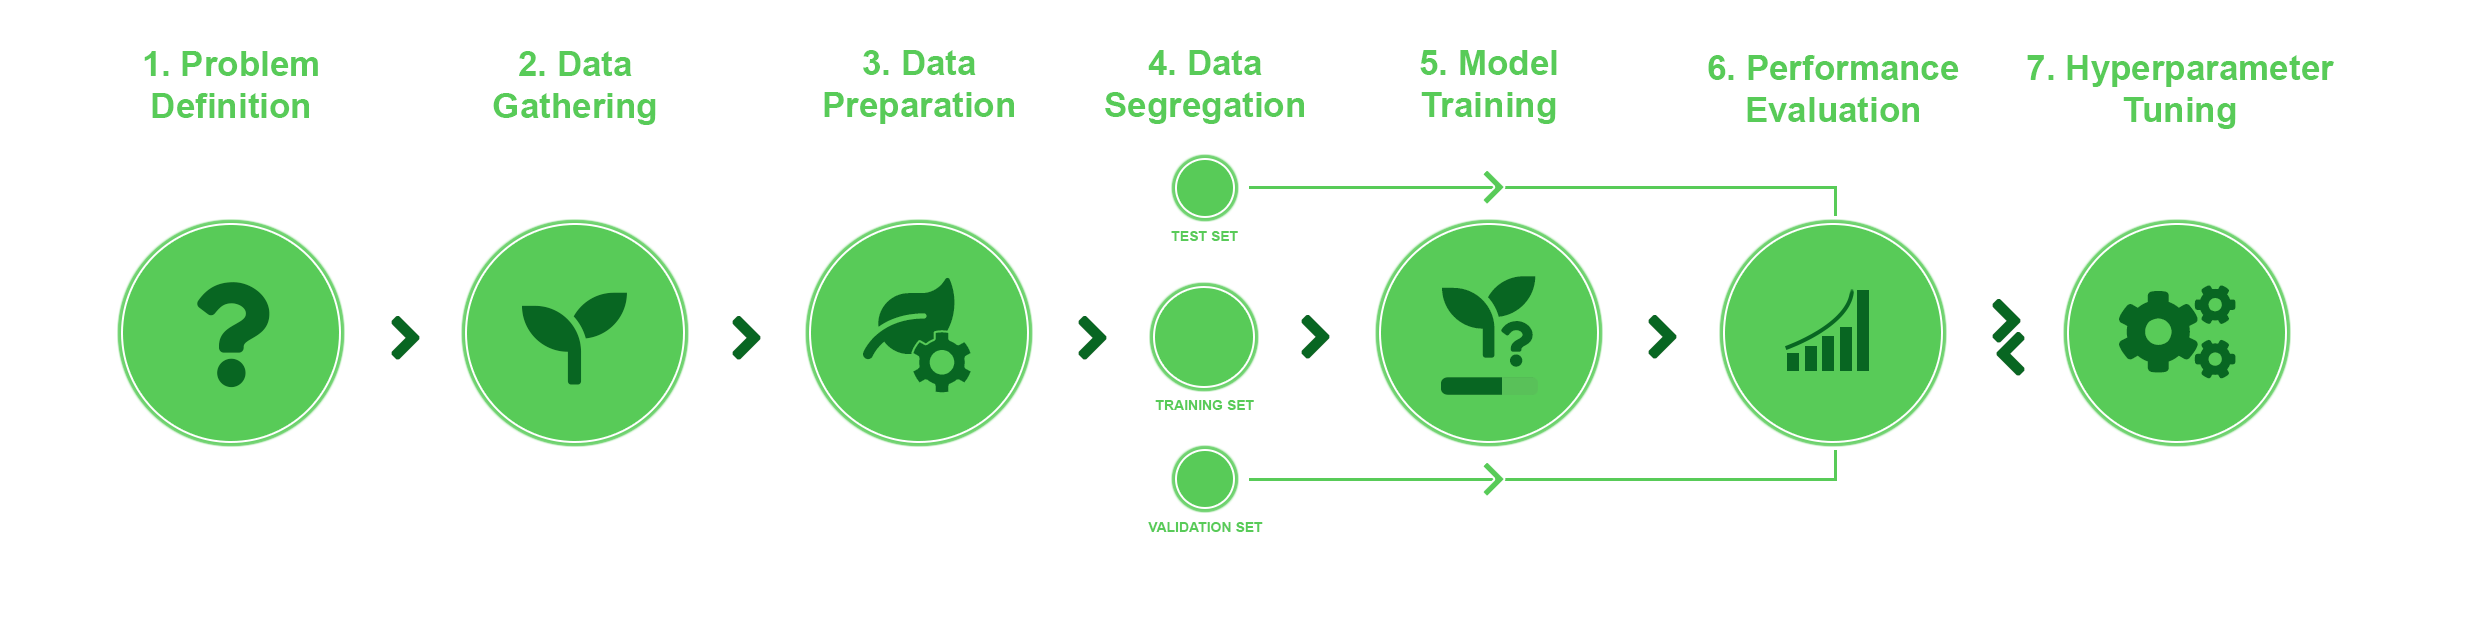 1. Problem
Definition
2. Data
Gathering
3. Data
Preparation
4. Data
Segregation
5. Model
Training
6. Performance
Evaluation
7. Hyperparameter
Tuning
TEST SET
TRAINING SET
VALIDATION SET